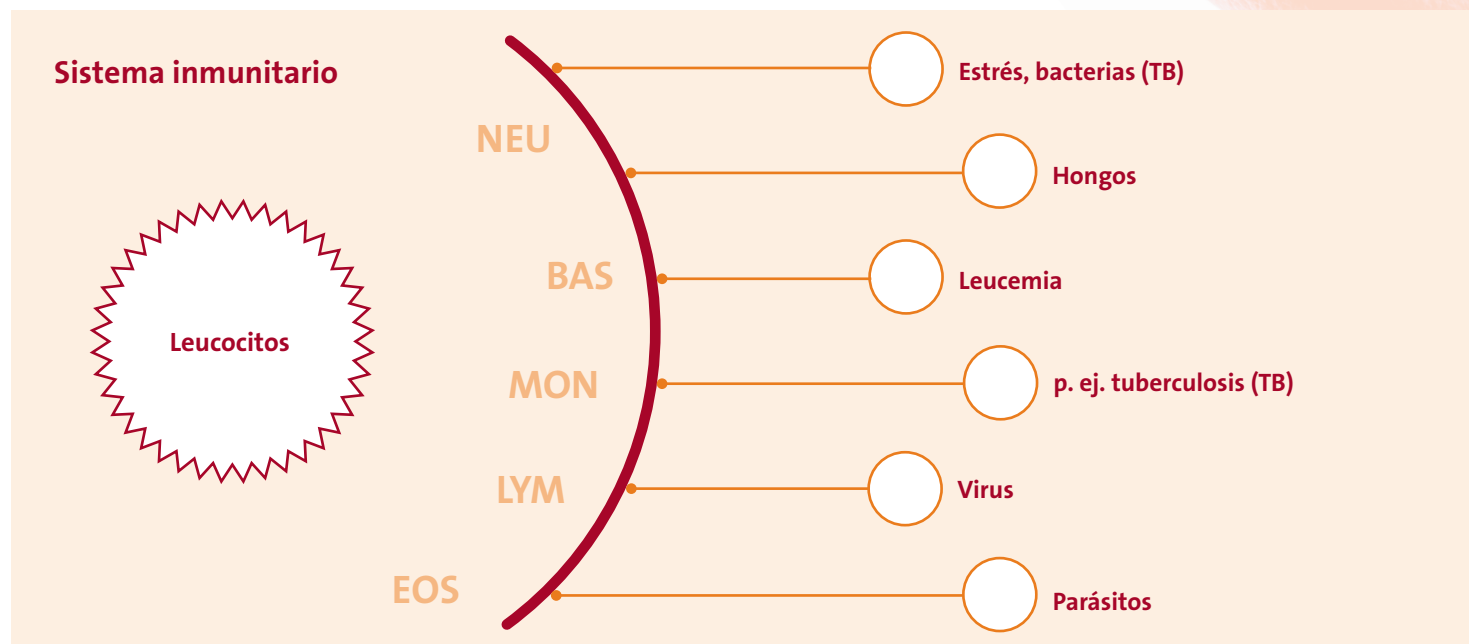 Sistema inmunitario
Estrés, bacterias (TB)
NEU
Hongos
BAS
Leucemia
Leucocitos
MON
p. ej. tuberculosis (TB)
LYM
Virus
EOS
Parásitos